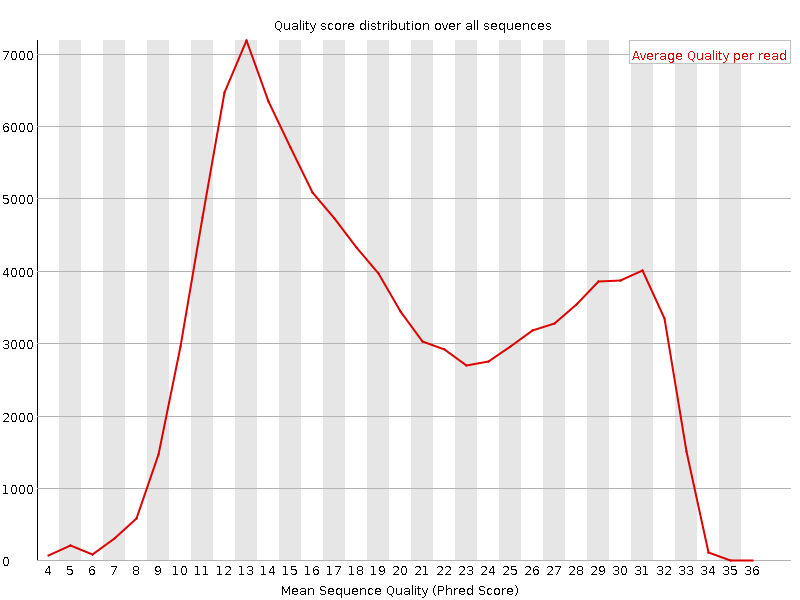 Quality score distribution over all sequences
Average Quality per read
7000
6000
5000
4000
3000
2000
1000
0
4 5 6 7 8 9 10 11 12 13 14 15 16 17 18 19 20 21 22 23 24 25 26 27 28 29 30 31 32 33 34 35 36
Mean Sequence Quality (Phred Score)